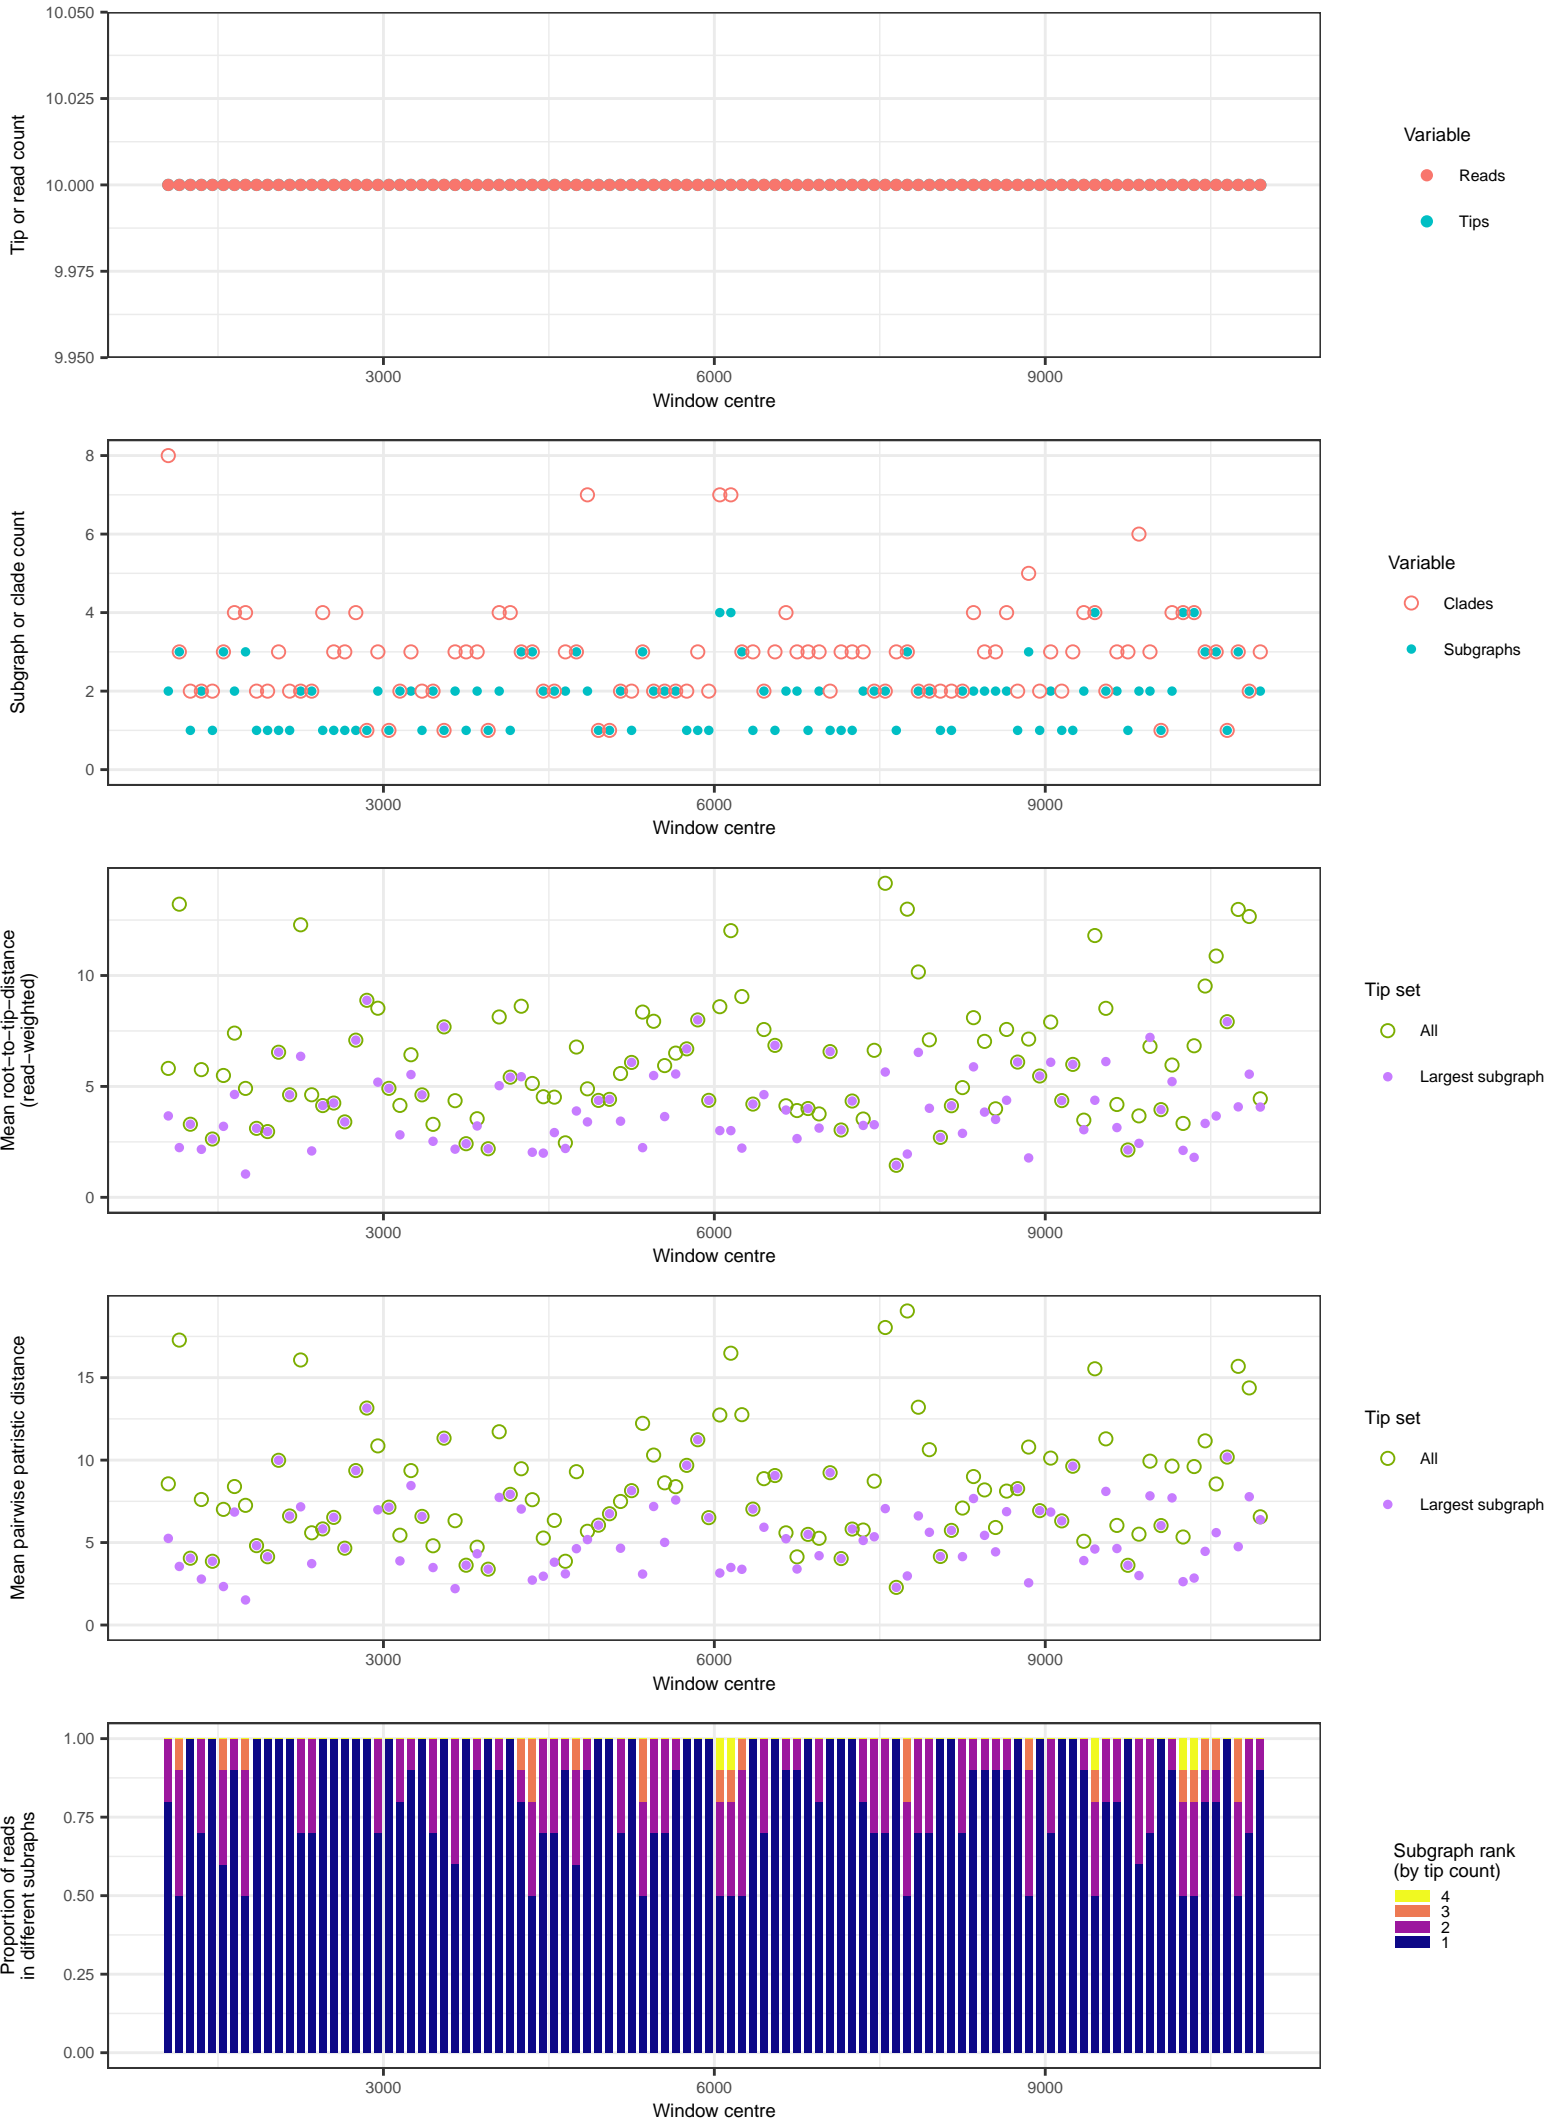 10.050
10.025
10.000
9.975
9.950
Tip or read count
3000
6000
9000
Window centre
Variable
Reads
Tips
8
6
4
2
0
Subgraph or clade count
3000
6000
9000
Window centre
Variable
Clades
Subgraphs
10
5
0
Mean root−to−tip−distance
(read−weighted)
3000
6000
9000
Window centre
Tip set
All
Largest subgraph
15
10
5
0
Mean pairwise patristic distance
3000
6000
9000
Window centre
Tip set
All
Largest subgraph
1.00
0.75
0.50
0.25
0.00
Proportion of reads
in different subraphs
3000
6000
9000
Window centre
Subgraph rank
(by tip count)
4
3
2
1